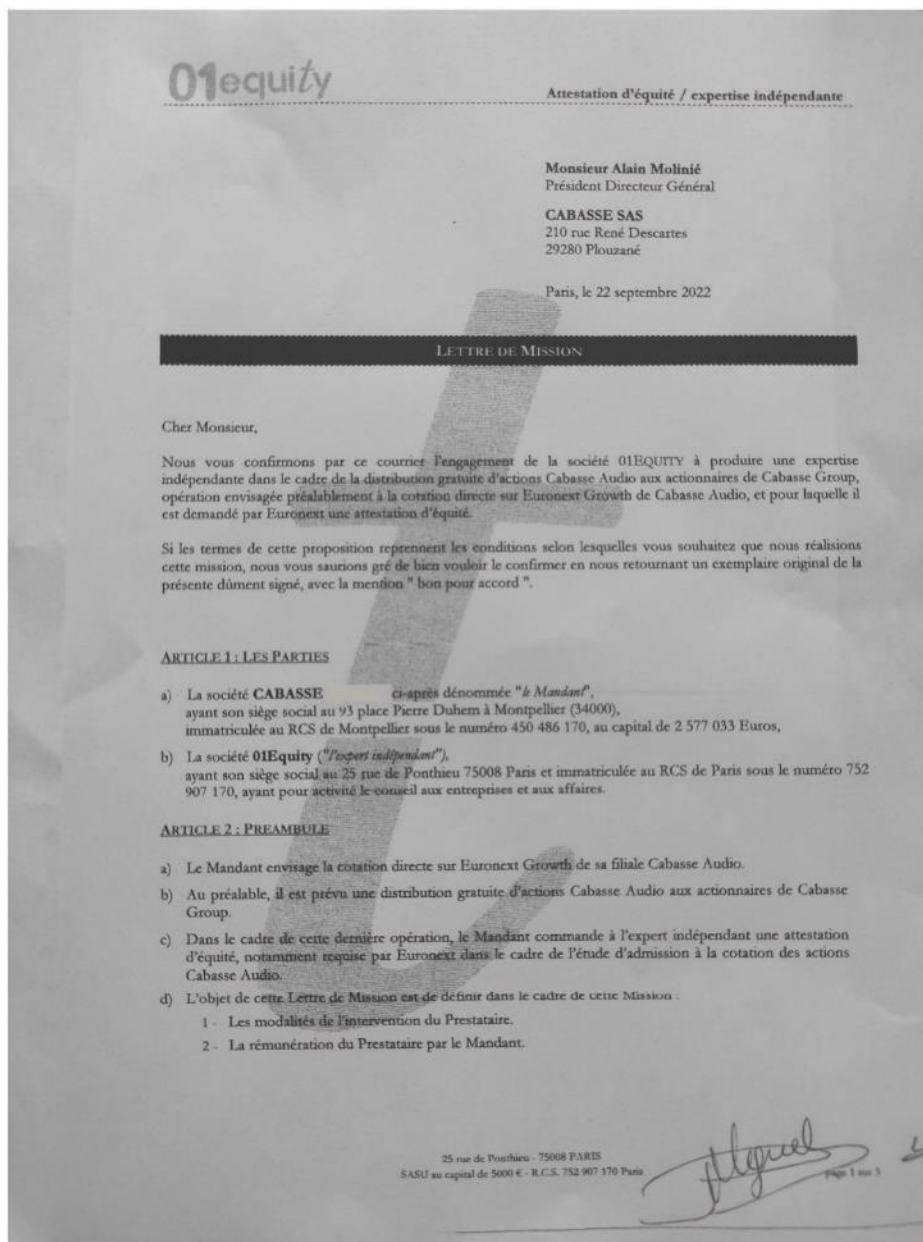 01equity
Attestation d'équité / expertise indépendante
Monsieur Alain Molinié
Président Directeur Général
CABASSE SAS
210 rue René Descartes
29280 Plouzané
Paris, le 22 septembre 2022
LETTRE DE MISSION
Cher Monsieur,
Nous vous confirmons par ce courrier l'engagement de la société 01EQUITY à produire une expertise
indépendante dans le cadre de la distribution gratuite d'actions Cabasse Audio aux actionnaires de Cabasse Group,
opération envisagée préalablement à la cotation directe sur Euronext Growth de Cabasse Audio, et pour laquelle il
est demandé par Euronext une attestation d'équité.
Si les termes de cette proposition reprennent les conditions selon lesquelles vous souhaitez que nous réalisions
cette mission, nous vous saurions gré de bien vouloir le confirmer en nous retournant un exemplaire original de la
présente dûment signé, avec la mention " bon pour accord ".
ARTICLE 1 : LES PARTIES
a) La société CABASSE ci-après dénommée "le Mandant",
ayant son siège social au 93 place Pierre Duhem à Montpellier (34000),
immatriculée au RCS de Montpellier sous le numéro 450 486 170, au capital de 2 577 033 Euros,
b) La société 01Equity ("l'expert indépendant"),
ayant son siège social au 25 rue de Ponthieu 75008 Paris et immatriculée au RCS de Paris sous le numéro 752
907 170, ayant pour activité le conseil aux entreprises et aux affaires.
ARTICLE 2 : PREAMBULE
a) Le Mandant envisage la cotation directe sur Euronext Growth de sa filiale Cabasse Audio.
b) Au préalable, il est prévu une distribution gratuite d'actions Cabasse Audio aux actionnaires de Cabasse
Group.
c) Dans le cadre de cette dernière opération, le Mandant commande à l'expert indépendant une attestation
d'équité, notamment requise par Euronext dans le cadre de l'étude d'admission à la cotation des actions
Cabasse Audio.
d) L'objet de cette Lettre de Mission est de définir dans le cadre de cette Mission :
1 - Les modalités de l'intervention du Prestataire.
2 - La rémunération du Prestataire par le Mandant.
25 rue de Ponthieu - 75008 PARIS
SASU au capital de 5000 € - R.C.S. 752 907 170 Paris
page 1 sur 3